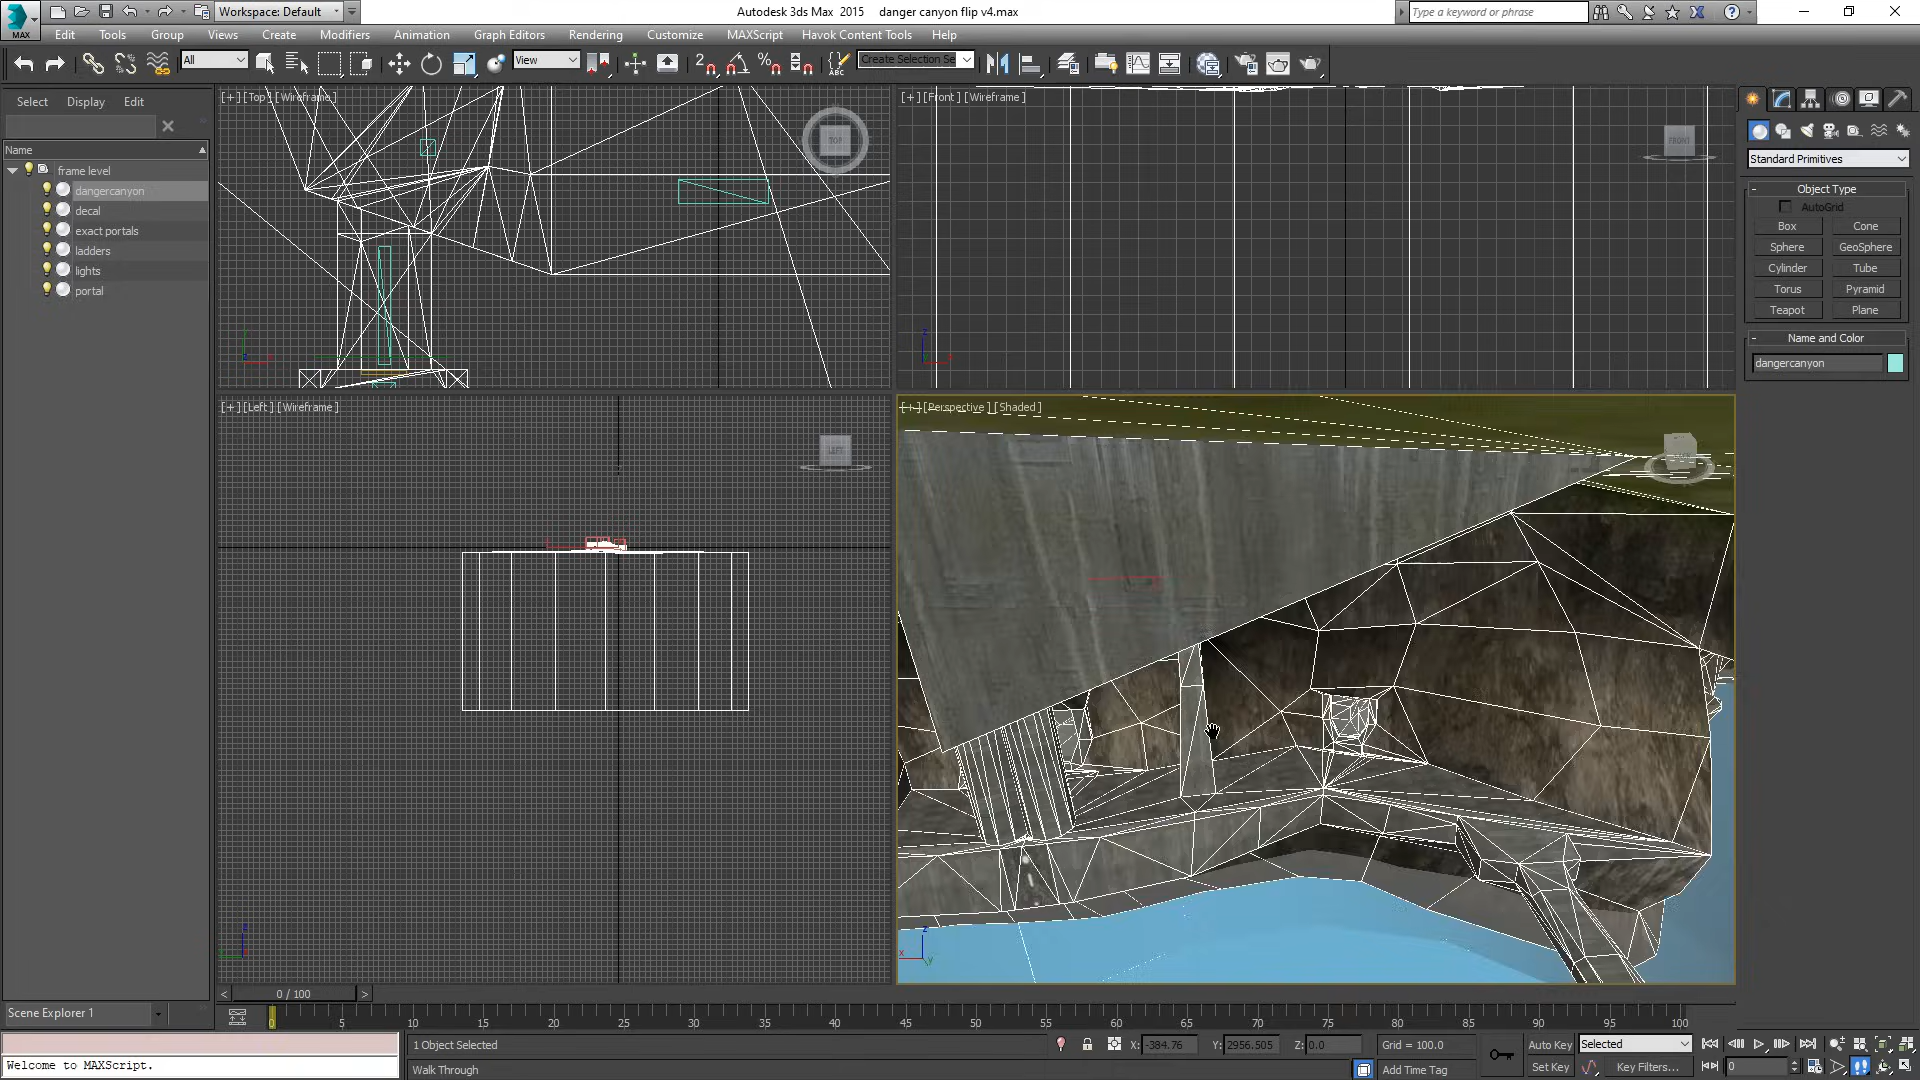 MAX
Workspace: Default
Autodesk 3ds Max 2015 danger canyon flip v4.max
Type a keyword or phrase
Edit Tools Group Views Create Modifiers Animation Graph Editors Rendering Customize MAXScript Havok Content Tools Help
All
View
ABC
Create Selection Se
Select Display Edit
Name
frame level
dangercanyon
decal
exact portals
ladders
lights
portal
[+] [Top] [Wireframe]
TOP
[+] [Front] [Wireframe]
FRONT
[+] [Left] [Wireframe]
LEFT
[+] [Perspective] [Shaded]
Standard Primitives
- Object Type
AutoGrid
Box Cone
Sphere GeoSphere
Cylinder Tube
Torus Pyramid
Teapot Plane
- Name and Color
dangercanyon
< 0 / 100 >
Scene Explorer 1
0 5 10 15 20 25 30 35 40 45 50 55 60 65 70 75 80 85 90 95 100
1 Object Selected
X: -384.76 Y: 2956.505 Z: 0.0 Grid = 100.0
Auto Key Selected
Welcome to MAXScript.
Walk Through
Add Time Tag
Set Key Key Filters... 0